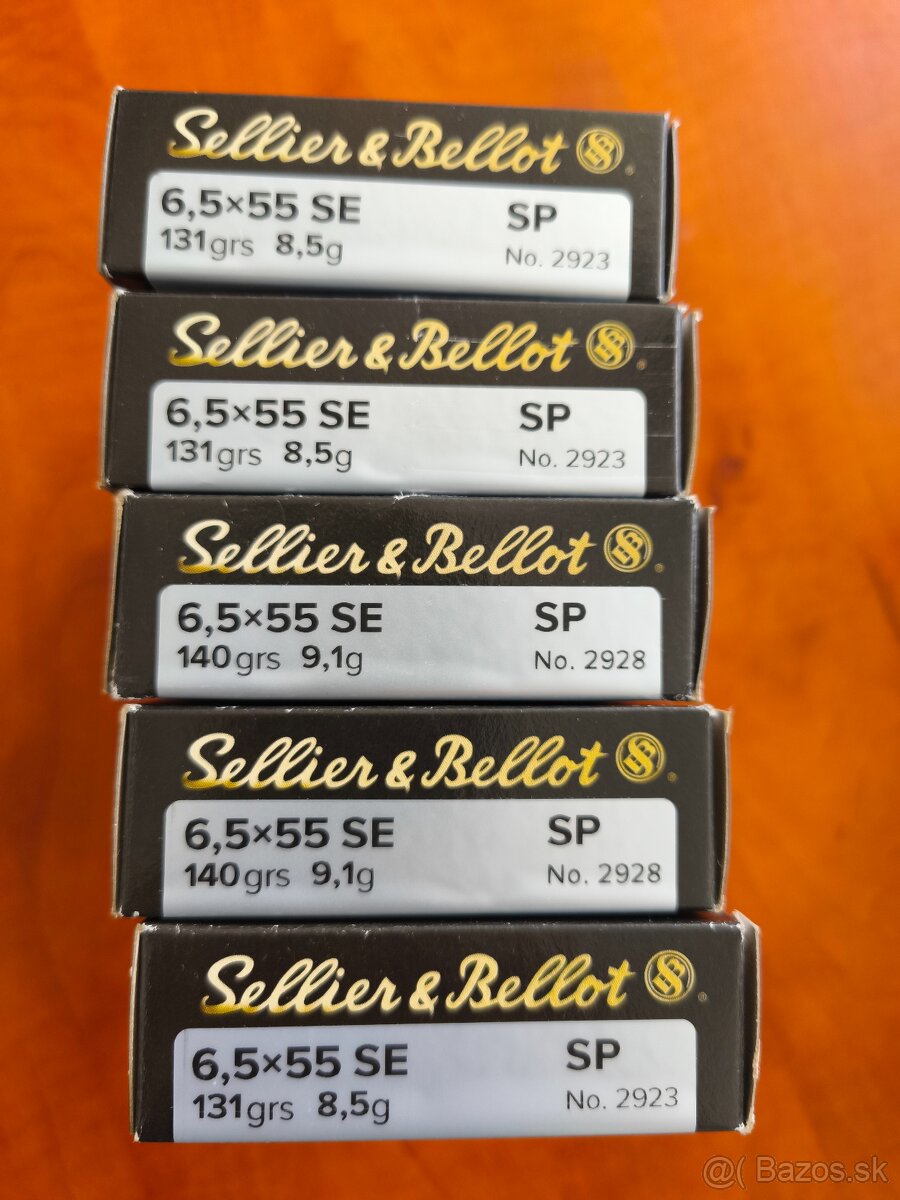 Sellier & Bellot
6,5×55 SE SP
131grs 8,5g No. 2923
Sellier & Bellot
6,5×55 SE SP
131grs 8,5g No. 2923
Sellier & Bellot
6,5×55 SE SP
140grs 9,1g No. 2928
Sellier & Bellot
6,5×55 SE SP
140grs 9,1g No. 2928
Sellier & Bellot
6,5×55 SE SP
131grs 8,5g No. 2923
@( Bazos.sk